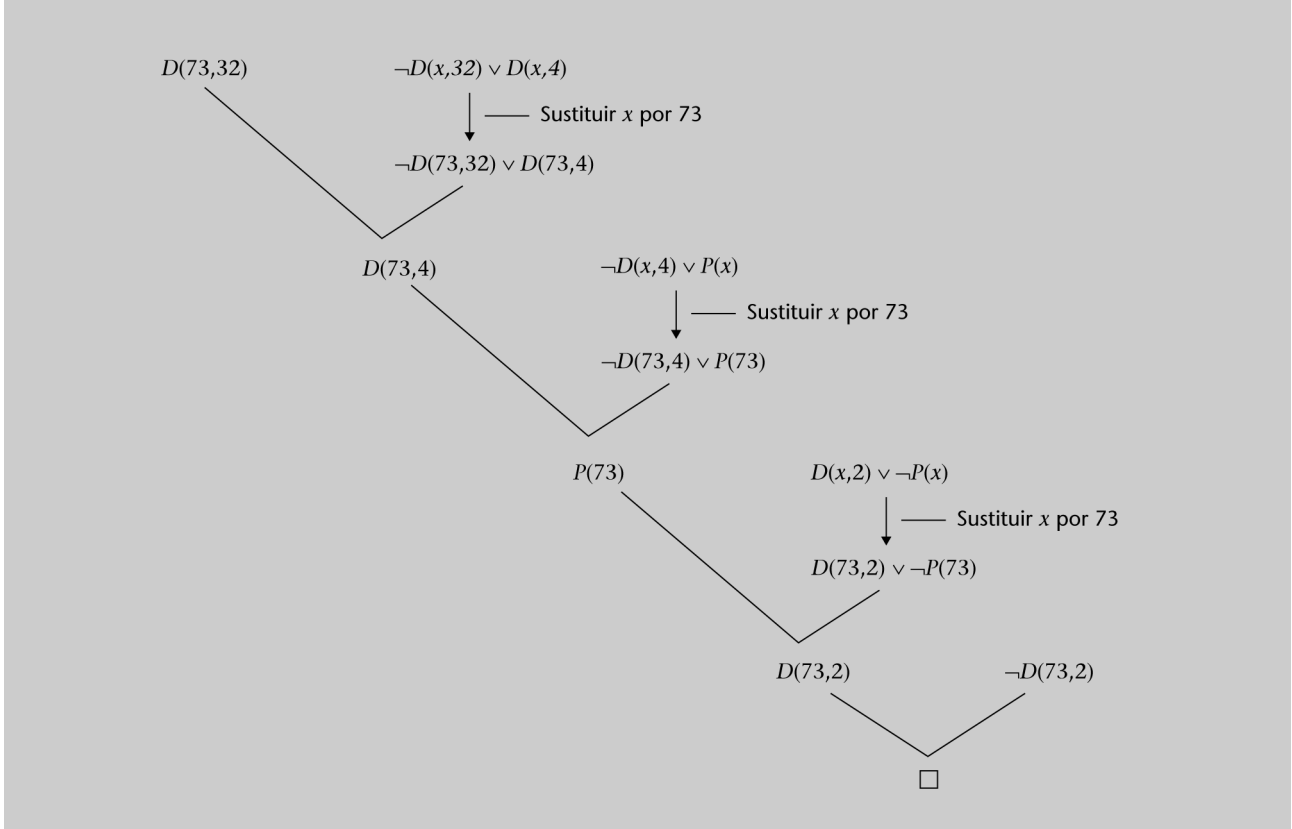 D(73,32) ¬D(x,32) ∨ D(x,4)
Sustituir x por 73
¬D(73,32) ∨ D(73,4)
D(73,4) ¬D(x,4) ∨ P(x)
Sustituir x por 73
¬D(73,4) ∨ P(73)
P(73) D(x,2) ∨ ¬P(x)
Sustituir x por 73
D(73,2) ∨ ¬P(73)
D(73,2) ¬D(73,2)
□